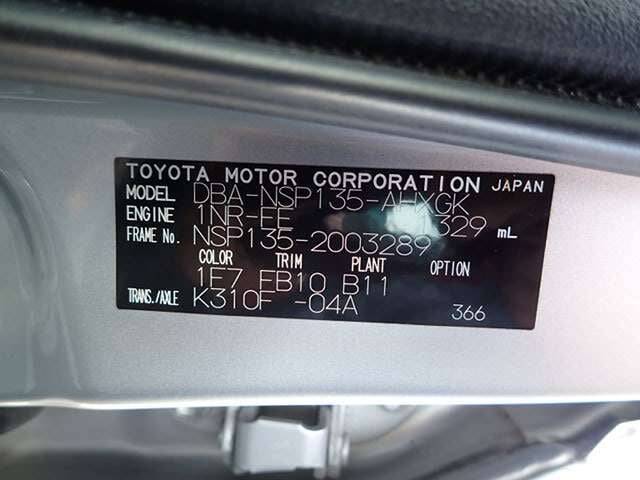 TOYOTA MOTOR CORPORATION JAPAN
MODEL DBA-NSP135-AHXGK
ENGINE 1NR-FE 1329 mL
FRAME No. NSP135-2003289
COLOR TRIM PLANT OPTION
1F7 FB10 B11
TRANS./AXLE K310F -04A 366